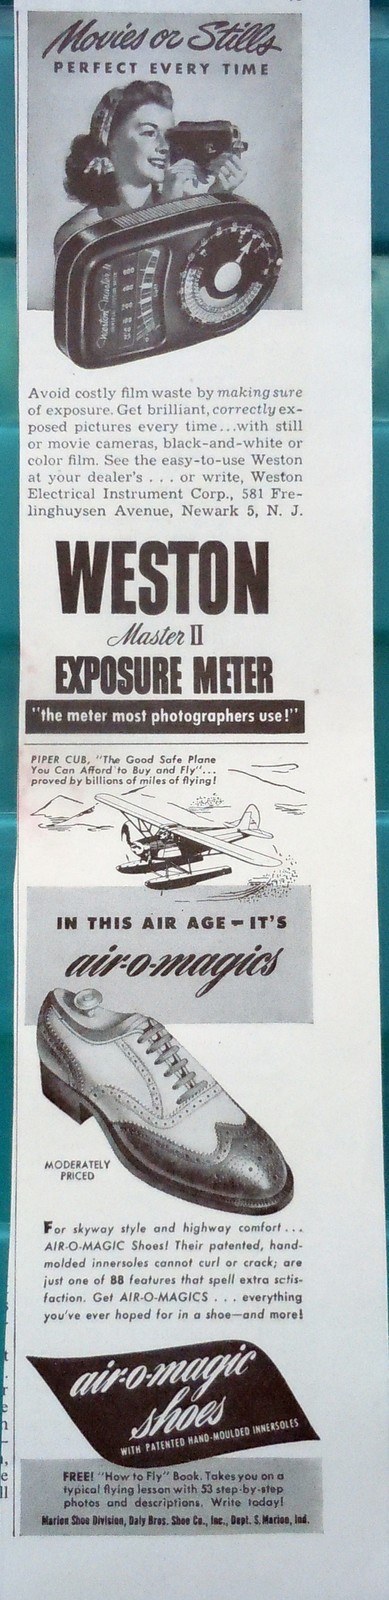 Movies or Stills
PERFECT EVERY TIME
Weston Master II
Avoid costly film waste by making sure
of exposure. Get brilliant, correctly ex-
posed pictures every time...with still
or movie cameras, black-and-white or
color film. See the easy-to-use Weston
at your dealer's . . . or write, Weston
Electrical Instrument Corp., 581 Fre-
linghuysen Avenue, Newark 5, N. J.
WESTON
Master II
EXPOSURE METER
"the meter most photographers use!"
PIPER CUB, "The Good Safe Plane
You Can Afford to Buy and Fly"...
proved by billions of miles of flying!
IN THIS AIR AGE — IT'S
air-o-magics
MODERATELY
PRICED
For skyway style and highway comfort...
AIR-O-MAGIC Shoes! Their patented, hand-
molded innersoles cannot curl or crack; are
just one of 88 features that spell extra satis-
faction. Get AIR-O-MAGICS . . . everything
you've ever hoped for in a shoe—and more!
air-o-magic
shoes
WITH PATENTED HAND-MOULDED INNERSOLES
FREE! "How to Fly" Book. Takes you on a
typical flying lesson with 53 step-by-step
photos and descriptions. Write today!
Marion Shoe Division, Daly Bros. Shoe Co., Inc., Dept. S, Marion, Ind.